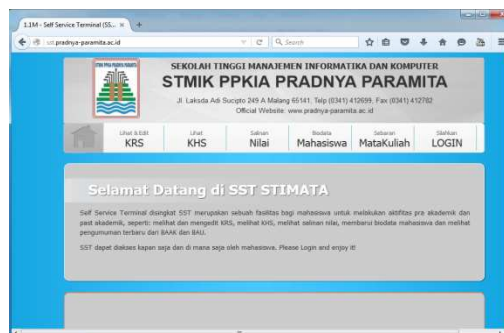 1.1M - Self Service Terminal (SS...
sst.pradnya-paramita.ac.id
Search
SEKOLAH TINGGI MANAJEMEN INFORMATIKA DAN KOMPUTER
STMIK PPKIA PRADNYA PARAMITA
Jl. Laksda Adi Sucipto 249 A Malang 65141. Telp (0341) 412699. Fax (0341) 412782
Official Website: www.pradnya-paramita.ac.id
Lihat & Edit Lihat Salinan Biodata Sebaran Silahkan
KRS KHS Nilai Mahasiswa MataKuliah LOGIN
Selamat Datang di SST STIMATA
Self Service Terminal disingkat SST merupakan sebuah fasilitas bagi mahasiswa untuk melakukan aktifitas pra akademik dan
past akademik, seperti: melihat dan mengedit KRS, melihat KHS, melihat salinan nilai, membarui biodata mahasiswa dan melihat
pengumuman terbaru dari BAAK dan BAU.
SST dapat diakses kapan saja dan di mana saja oleh mahasiswa. Please Login and enjoy it!